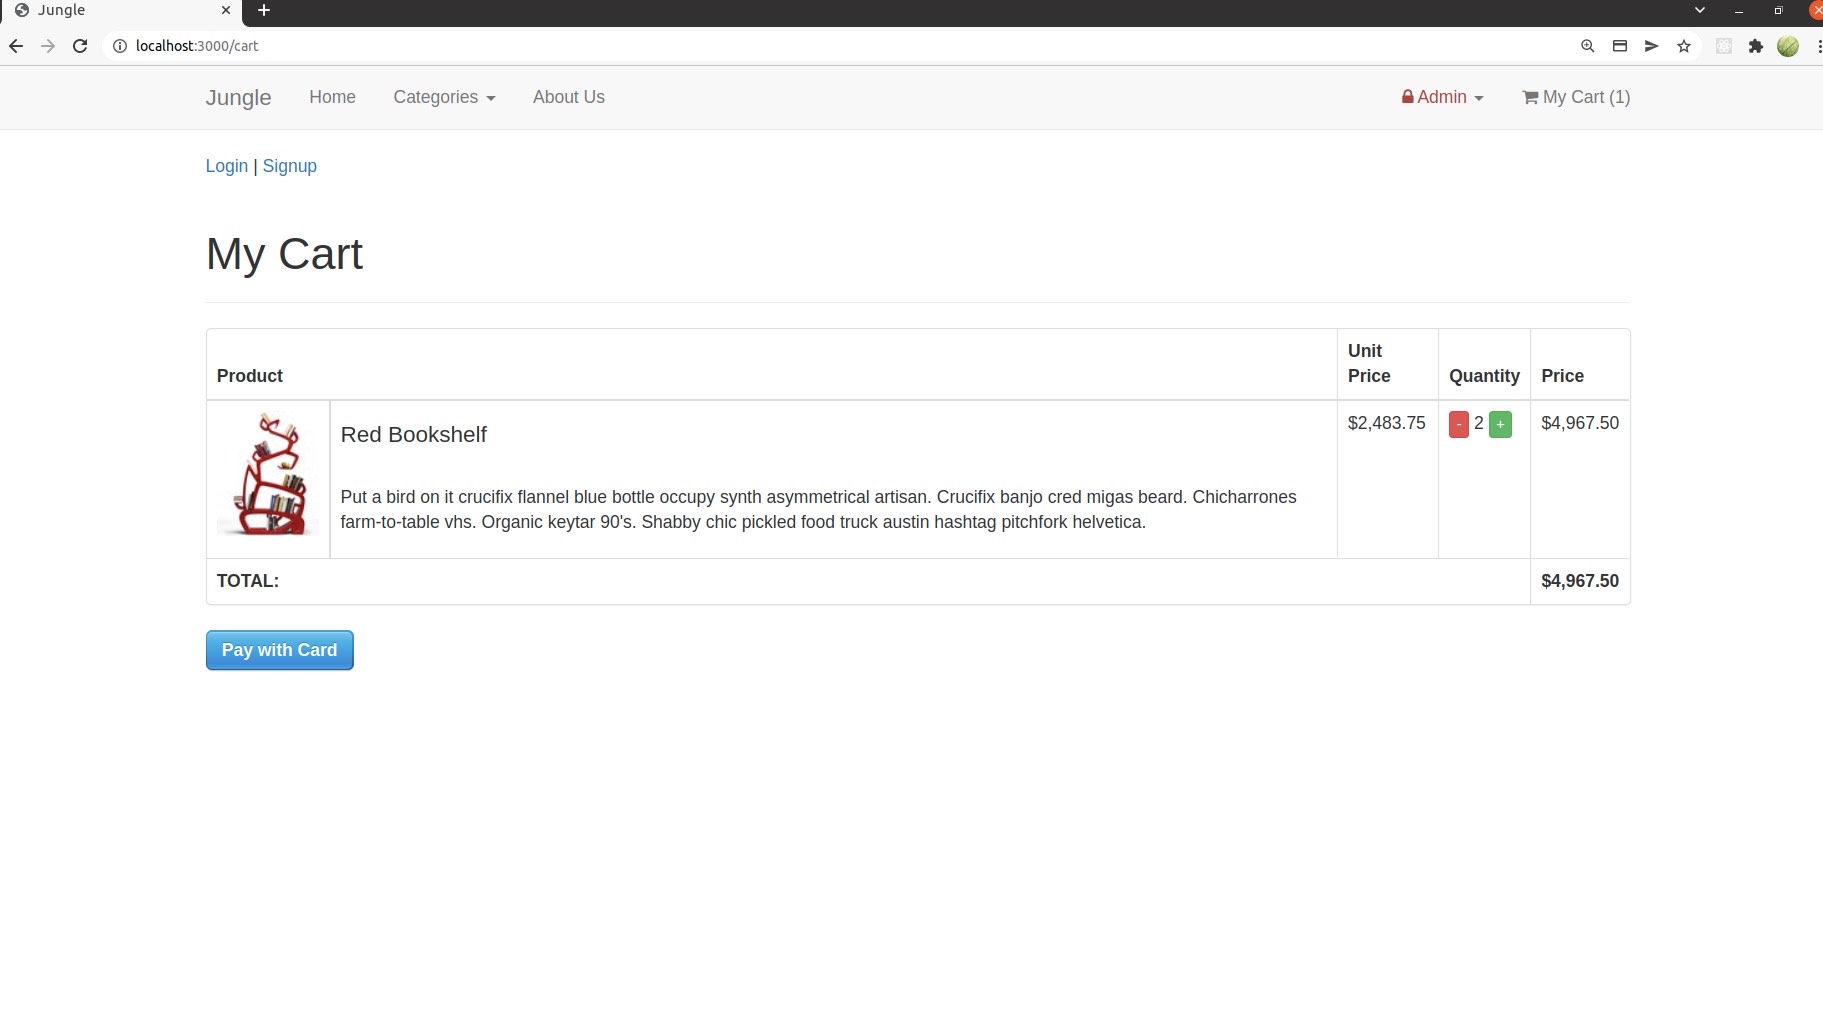 Jungle
localhost:3000/cart
Jungle Home Categories About Us Admin My Cart (1)
Login | Signup
My Cart
Product Unit Price Quantity Price
Red Bookshelf
$2,483.75 - 2 + $4,967.50
Put a bird on it crucifix flannel blue bottle occupy synth asymmetrical artisan. Crucifix banjo cred migas beard. Chicharrones
farm-to-table vhs. Organic keytar 90's. Shabby chic pickled food truck austin hashtag pitchfork helvetica.
TOTAL: $4,967.50
Pay with Card